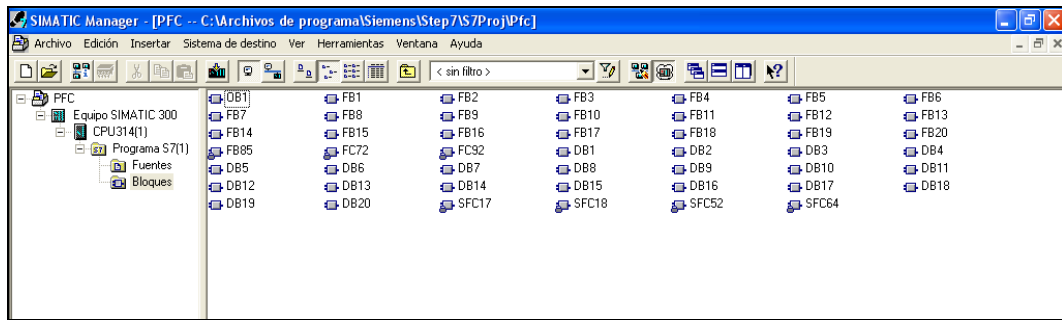 SIMATIC Manager - [PFC -- C:\Archivos de programa\Siemens\Step7\S7Proj\Pfc]
Archivo Edición Insertar Sistema de destino Ver Herramientas Ventana Ayuda
< sin filtro >
PFC
Equipo SIMATIC 300
CPU314(1)
Programa S7(1)
Fuentes
Bloques
OB1 FB1 FB2 FB3 FB4 FB5 FB6
FB7 FB8 FB9 FB10 FB11 FB12 FB13
FB14 FB15 FB16 FB17 FB18 FB19 FB20
FB85 FC72 FC92 DB1 DB2 DB3 DB4
DB5 DB6 DB7 DB8 DB9 DB10 DB11
DB12 DB13 DB14 DB15 DB16 DB17 DB18
DB19 DB20 SFC17 SFC18 SFC52 SFC64